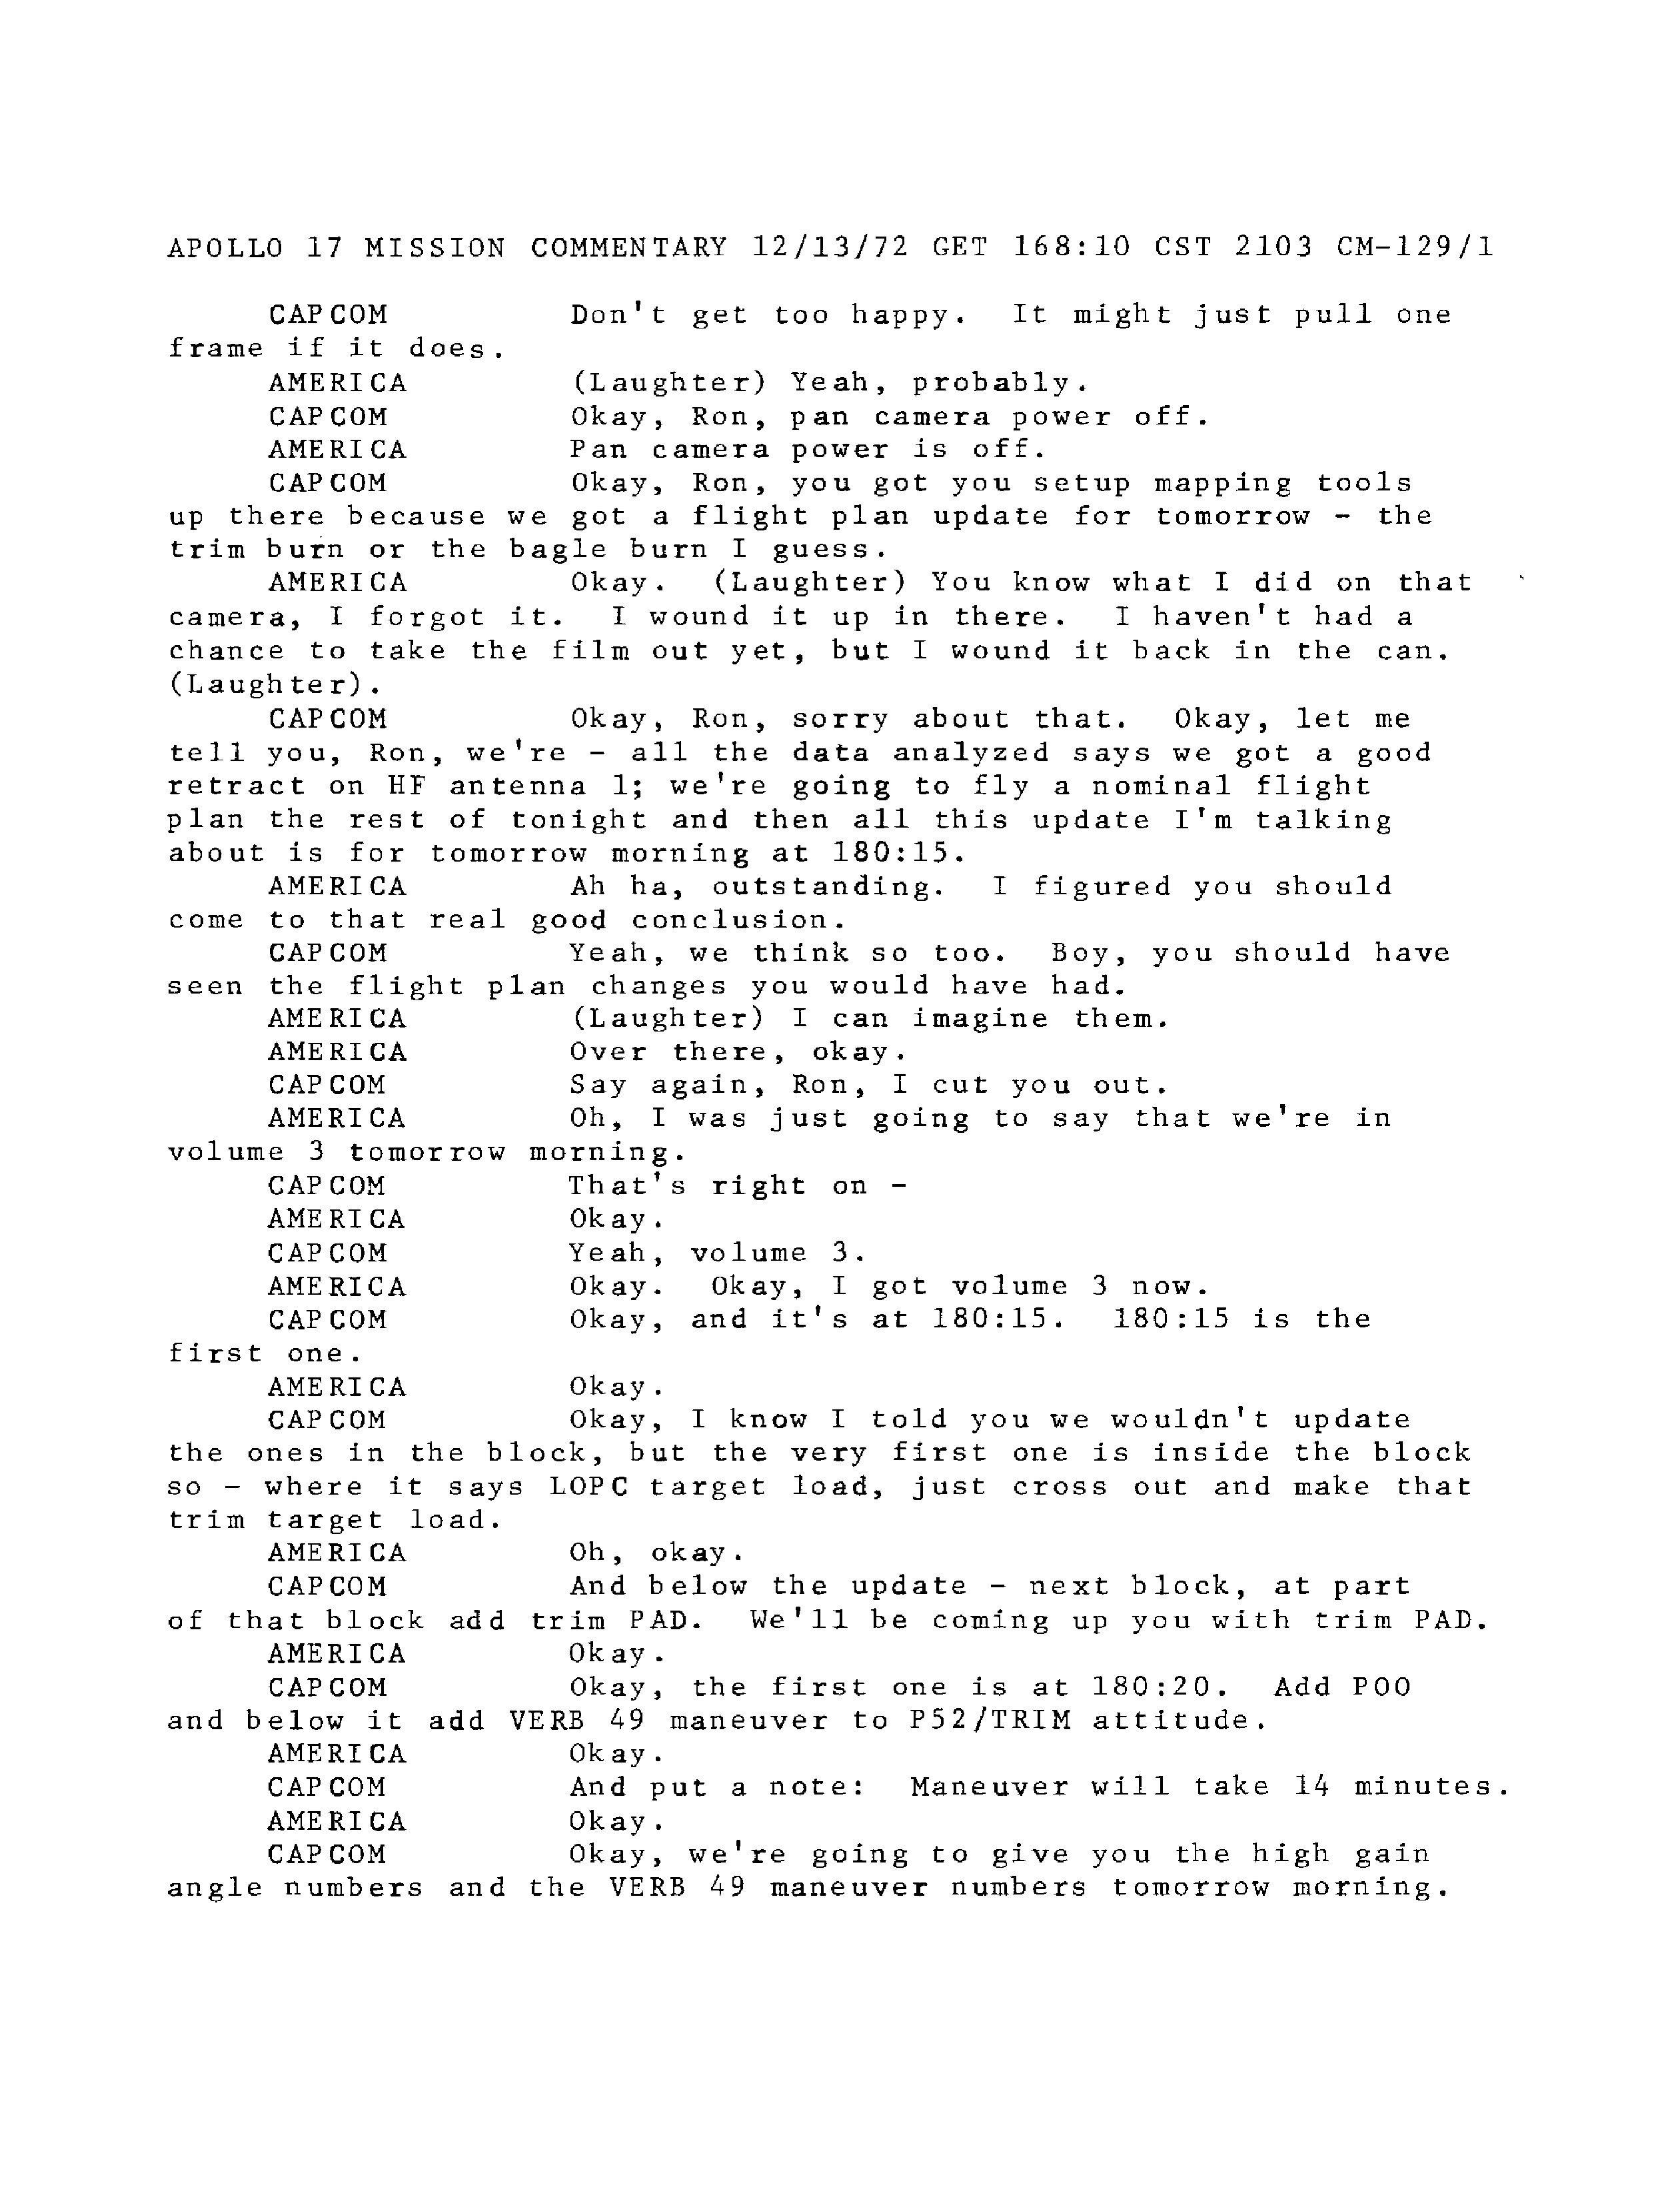 APOLLO 17 MISSION COMMENTARY 12/13/72 GET 168:10 CST 2103 CM-129/1
CAPCOM Don't get too happy. It might just pull one
frame if it does.
AMERICA (Laughter) Yeah, probably.
CAPCOM Okay, Ron, pan camera power off.
AMERICA Pan camera power is off.
CAPCOM Okay, Ron, you got you setup mapping tools
up there because we got a flight plan update for tomorrow - the
trim burn or the bagle burn I guess.
AMERICA Okay. (Laughter) You know what I did on that
camera, I forgot it. I wound it up in there. I haven't had a
chance to take the film out yet, but I wound it back in the can.
(Laughter).
CAPCOM Okay, Ron, sorry about that. Okay, let me
tell you, Ron, we're - all the data analyzed says we got a good
retract on HF antenna 1; we're going to fly a nominal flight
plan the rest of tonight and then all this update I'm talking
about is for tomorrow morning at 180:15.
AMERICA Ah ha, outstanding. I figured you should
come to that real good conclusion.
CAPCOM Yeah, we think so too. Boy, you should have
seen the flight plan changes you would have had.
AMERICA (Laughter) I can imagine them.
AMERICA Over there, okay.
CAPCOM Say again, Ron, I cut you out.
AMERICA Oh, I was just going to say that we're in
volume 3 tomorrow morning.
CAPCOM That's right on -
AMERICA Okay.
CAPCOM Yeah, volume 3.
AMERICA Okay. Okay, I got volume 3 now.
CAPCOM Okay, and it's at 180:15. 180:15 is the
first one.
AMERICA Okay.
CAPCOM Okay, I know I told you we wouldn't update
the ones in the block, but the very first one is inside the block
so - where it says LOPC target load, just cross out and make that
trim target load.
AMERICA Oh, okay.
CAPCOM And below the update - next block, at part
of that block add trim PAD. We'll be coming up you with trim PAD.
AMERICA Okay.
CAPCOM Okay, the first one is at 180:20. Add POO
and below it add VERB 49 maneuver to P52/TRIM attitude.
AMERICA Okay.
CAPCOM And put a note: Maneuver will take 14 minutes.
AMERICA Okay.
CAPCOM Okay, we're going to give you the high gain
angle numbers and the VERB 49 maneuver numbers tomorrow morning.